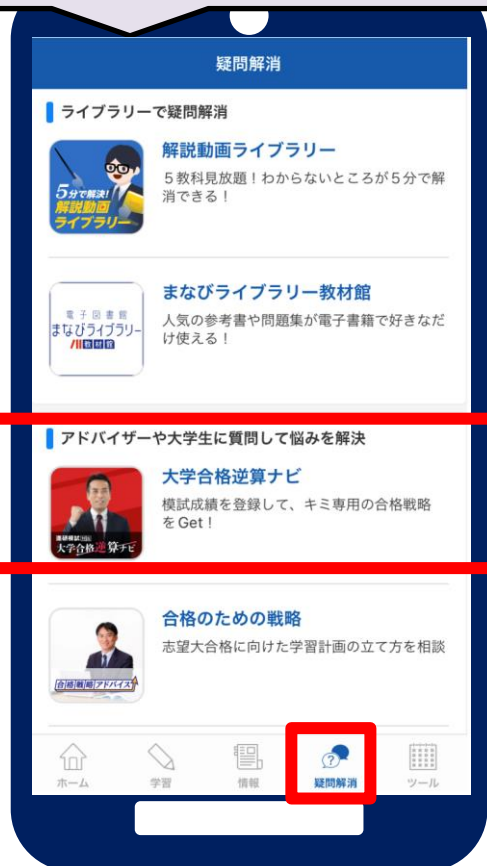 疑問解消
ライブラリーで疑問解消
5分で解決!
解説動画
ライブラリー
解説動画ライブラリー
5教科見放題！わからないところが5分で解
消できる！
電子図書館
まなびライブラリー
教材館
まなびライブラリー教材館
人気の参考書や問題集が電子書籍で好きなだ
け使える！
アドバイザーや大学生に質問して悩みを解決
大学合格逆算ナビ
大学合格逆算ナビ
模試成績を登録して、キミ専用の合格戦略
をGet！
合格戦略アドバイス
合格のための戦略
志望大合格に向けた学習計画の立て方を相談
ホーム
学習
情報
疑問解消
ツール